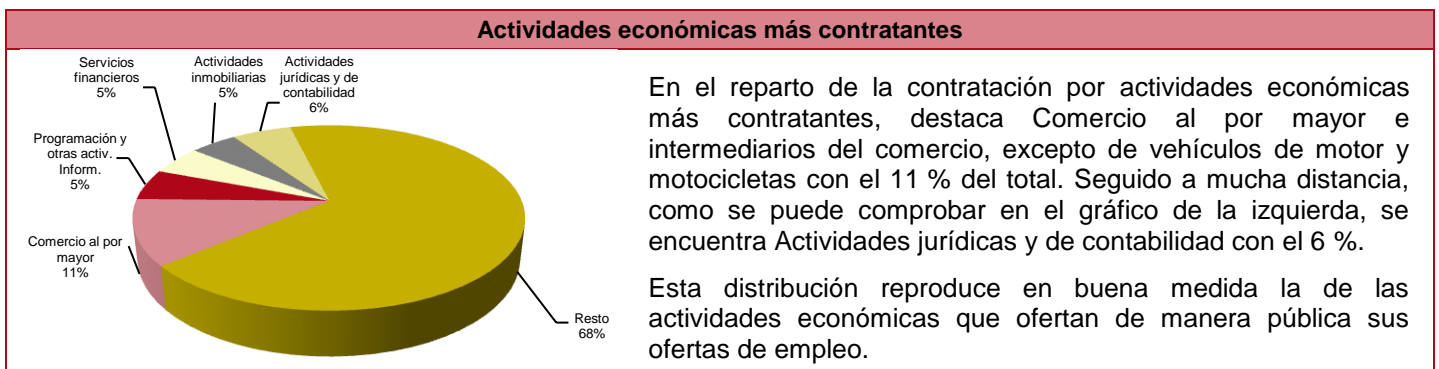 Actividades económicas más contratantes
Servicios
financieros
5%
Actividades
inmobiliarias
5%
Actividades
jurídicas y de
contabilidad
6%
Programación y
otras activ.
Inform.
5%
Comercio al por
mayor
11%
Resto
68%
En el reparto de la contratación por actividades económicas
más contratantes, destaca Comercio al por mayor e
intermediarios del comercio, excepto de vehículos de motor y
motocicletas con el 11 % del total. Seguido a mucha distancia,
como se puede comprobar en el gráfico de la izquierda, se
encuentra Actividades jurídicas y de contabilidad con el 6 %.
Esta distribución reproduce en buena medida la de las
actividades económicas que ofertan de manera pública sus
ofertas de empleo.